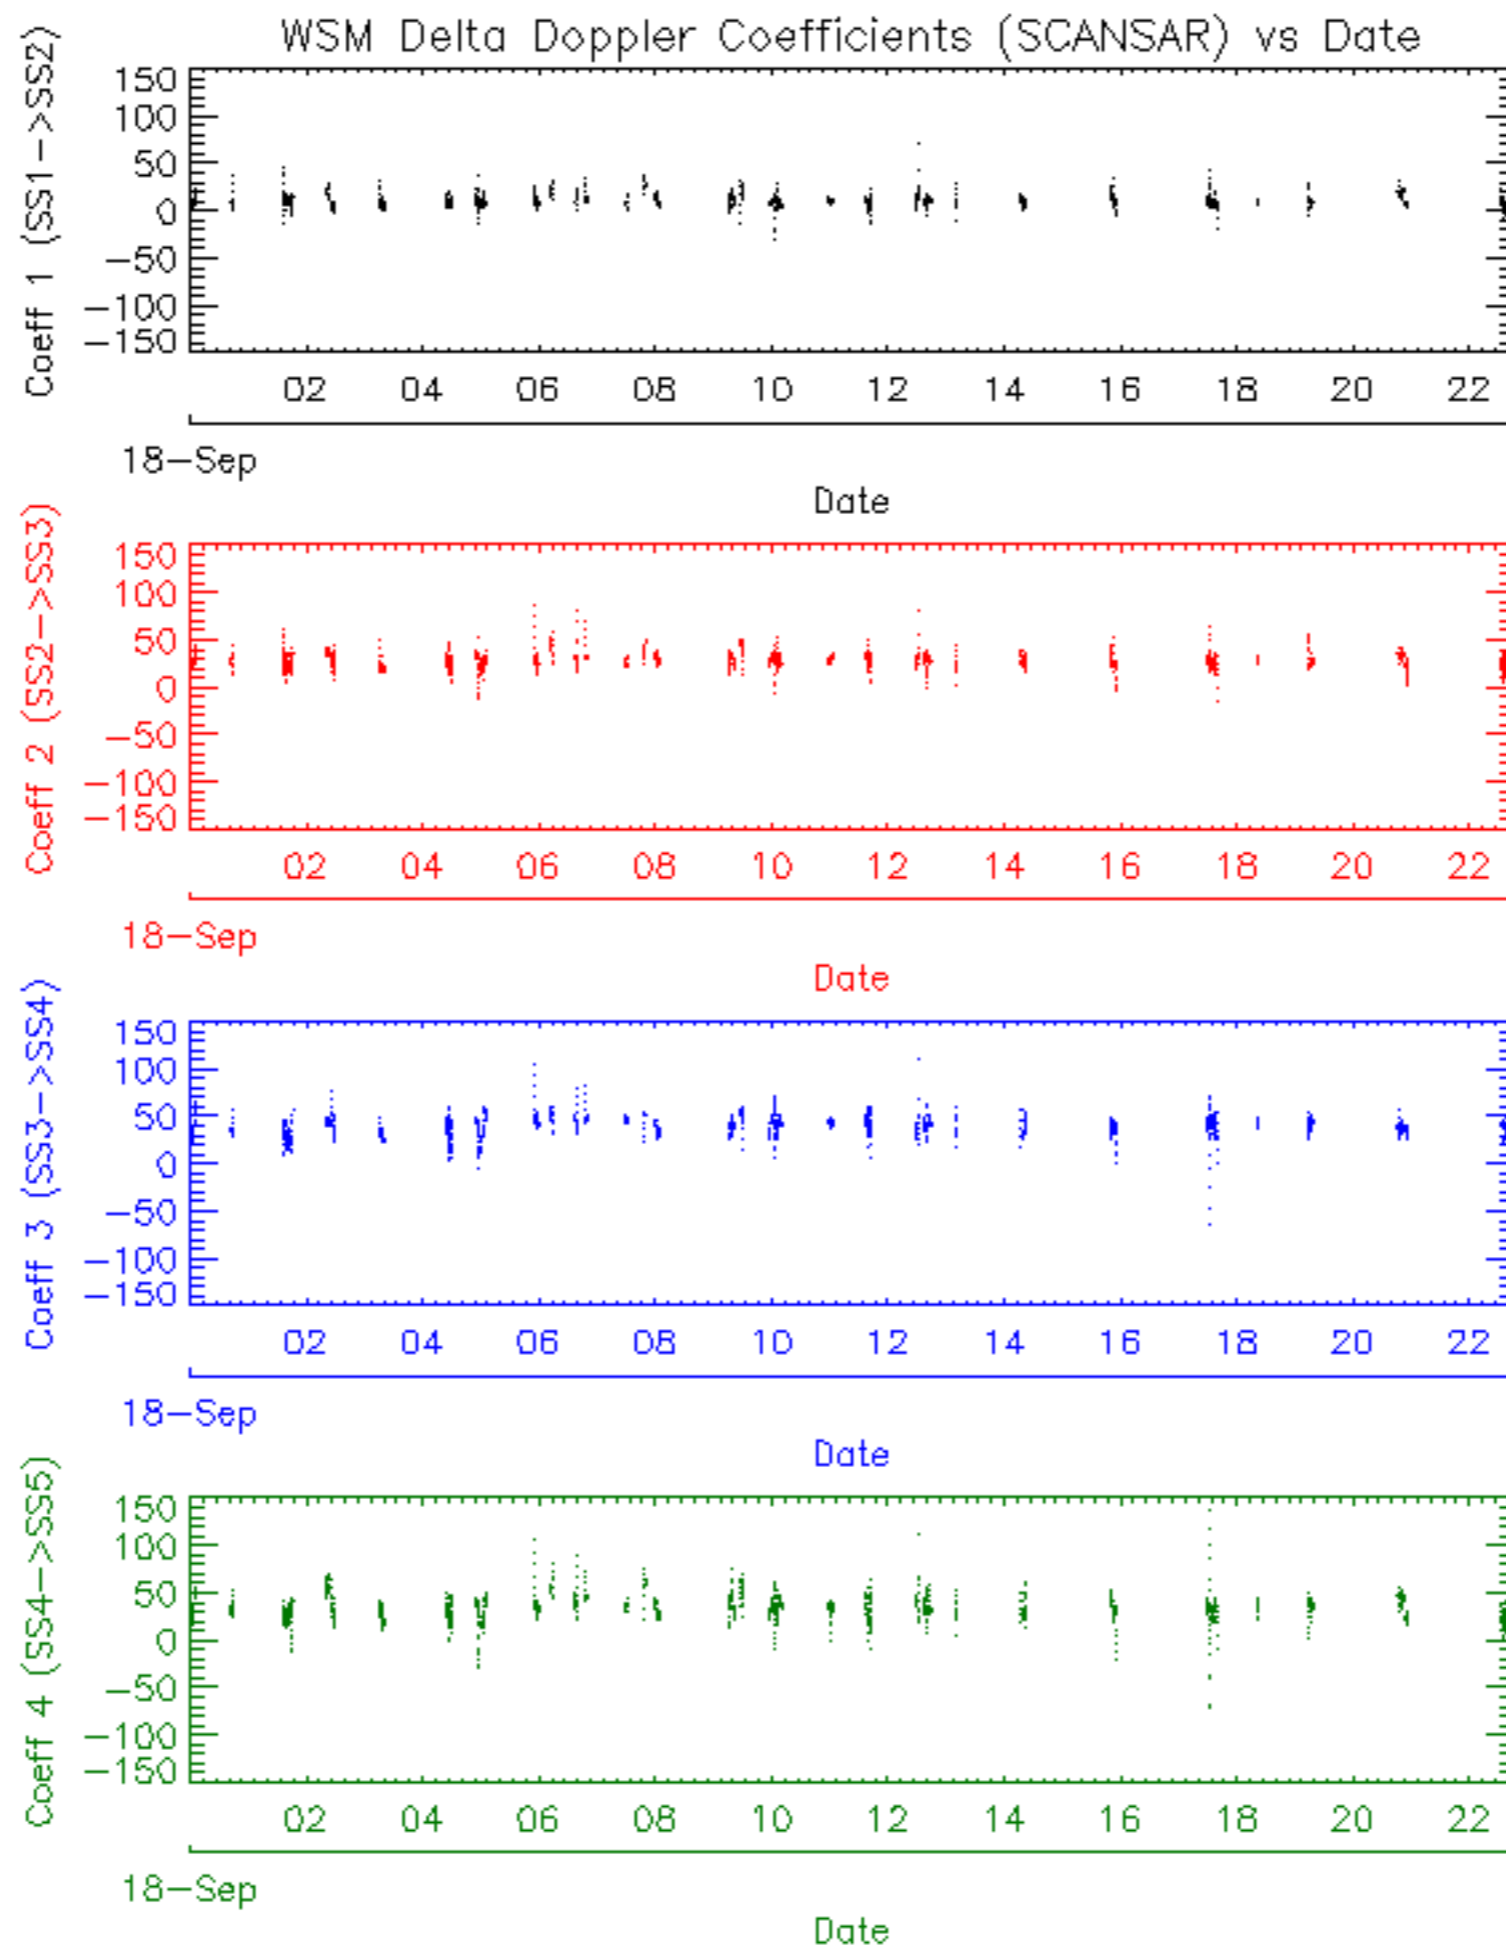 WSM Delta Doppler Coefficients (SCANSAR) vs Date
Coeff 1 (SS1->SS2)
150
100
50
0
-50
-100
-150
02 04 06 08 10 12 14 16 18 20 22
18-Sep
Date
Coeff 2 (SS2->SS3)
150
100
50
0
-50
-100
-150
02 04 06 08 10 12 14 16 18 20 22
18-Sep
Date
Coeff 3 (SS3->SS4)
150
100
50
0
-50
-100
-150
02 04 06 08 10 12 14 16 18 20 22
18-Sep
Date
Coeff 4 (SS4->SS5)
150
100
50
0
-50
-100
-150
02 04 06 08 10 12 14 16 18 20 22
18-Sep
Date